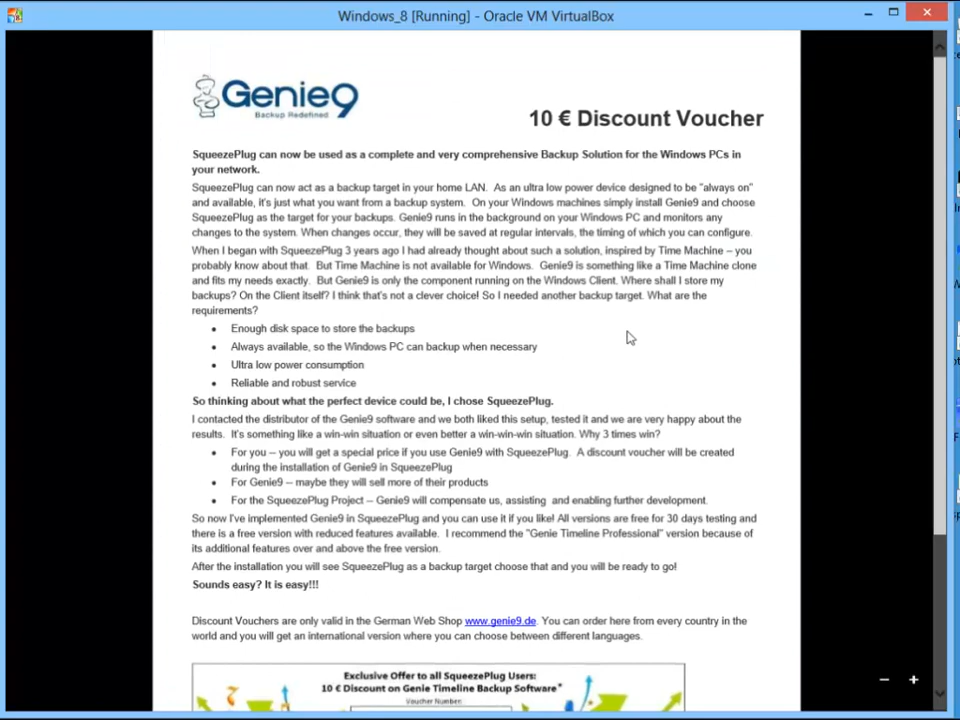 Windows_8 [Running] - Oracle VM VirtualBox
Genie9
Backup Redefined
10 € Discount Voucher
SqueezePlug can now be used as a complete and very comprehensive Backup Solution for the Windows PCs in
your network.
SqueezePlug can now act as a backup target in your home LAN. As an ultra low power device designed to be "always on"
and available, it's just what you want from a backup system. On your Windows machines simply install Genie9 and choose
SqueezePlug as the target for your backups. Genie9 runs in the background on your Windows PC and monitors any
changes to the system. When changes occur, they will be saved at regular intervals, the timing of which you can configure.
When I began with SqueezePlug 3 years ago I had already thought about such a solution, inspired by Time Machine – you
probably know about that. But Time Machine is not available for Windows. Genie9 is something like a Time Machine clone
and fits my needs exactly. But Genie9 is only the component running on the Windows Client. Where shall I store my
backups? On the Client itself? I think that's not a clever choice! So I needed another backup target. What are the
requirements?
• Enough disk space to store the backups
• Always available, so the Windows PC can backup when necessary
• Ultra low power consumption
• Reliable and robust service
So thinking about what the perfect device could be, I chose SqueezePlug.
I contacted the distributor of the Genie9 software and we both liked this setup, tested it and we are very happy about the
results. It's something like a win-win situation or even better a win-win-win situation. Why 3 times win?
• For you – you will get a special price if you use Genie9 with SqueezePlug. A discount voucher will be created
during the installation of Genie9 in SqueezePlug
• For Genie9 – maybe they will sell more of their products
• For the SqueezePlug Project – Genie9 will compensate us, assisting and enabling further development.
So now I've implemented Genie9 in SqueezePlug and you can use it if you like! All versions are free for 30 days testing and
there is a free version with reduced features available. I recommend the "Genie Timeline Professional" version because of
its additional features over and above the free version.
After the installation you will see SqueezePlug as a backup target choose that and you will be ready to go!
Sounds easy? It is easy!!!
Discount Vouchers are only valid in the German Web Shop www.genie9.de. You can order here from every country in the
world and you will get an international version where you can choose between different languages.
Exclusive Offer to all SqueezePlug Users:
10 € Discount on Genie Timeline Backup Software*
Voucher Number: